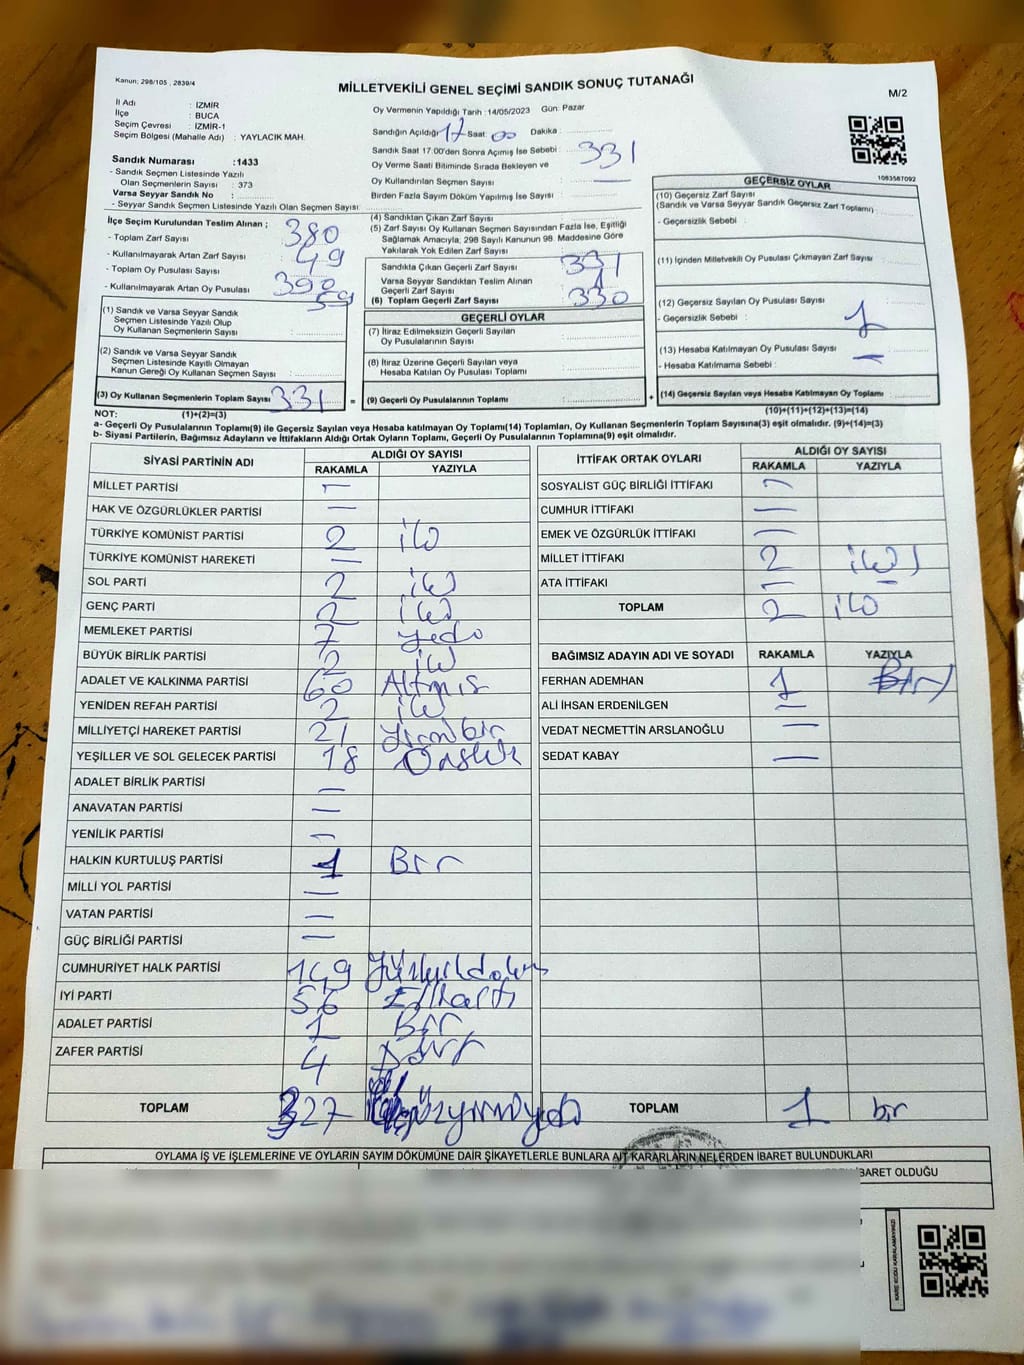 Kanun: 298/105 , 2839/4
MİLLETVEKİLİ GENEL SEÇİMİ SANDIK SONUÇ TUTANAĞI
M/2
İl Adı : İZMİR
İlçe : BUCA
Seçim Çevresi : İZMİR-1
Seçim Bölgesi (Mahalle Adı) : YAYLACIK MAH.
Oy Vermenin Yapıldığı Tarih : 14/05/2023 Gün: Pazar
Sandığın Açıldığı 17 Saat: 00 Dakika :
Sandık Saat 17:00'den Sonra Açımış İse Sebebi :
Oy Verme Saati Bitiminde Sırada Bekleyen ve 331
Oy Kullandırılan Seçmen Sayısı : —
Birden Fazla Sayım Döküm Yapılmış İse Sayısı :
1083587092
Sandık Numarası : 1433
- Sandık Seçmen Listesinde Yazılı
Olan Seçmenlerin Sayısı : 373
Varsa Seyyar Sandık No :
- Seyyar Sandık Listesinde Yazılı Olan Seçmen Sayısı:
İlçe Seçim Kurulundan Teslim Alınan ;
- Toplam Zarf Sayısı : 380
- Kullanılmayarak Artan Zarf Sayısı : 49
- Toplam Oy Pusulası Sayısı : 390
- Kullanılmayarak Artan Oy Pusulası : 59
(1) Sandık ve Varsa Seyyar Sandık
Seçmen Listesinde Yazılı Olup
Oy Kullanan Seçmenlerin Sayısı :
(2) Sandık ve Varsa Seyyar Sandık
Seçmen Listesinde Kayıtlı Olmayan
Kanun Gereği Oy Kullanan Seçmen Sayısı :
(3) Oy Kullanan Seçmenlerin Toplam Sayısı 331 =
(4) Sandıktan Çıkan Zarf Sayısı :
(5) Zarf Sayısı Oy Kullanan Seçmen Sayısından Fazla İse, Eşitliği
Sağlamak Amacıyla; 298 Sayılı Kanunun 98. Maddesine Göre
Yakılarak Yok Edilen Zarf Sayısı :
Sandıkta Çıkan Geçerli Zarf Sayısı : 331
Varsa Seyyar Sandıktan Teslim Alınan
Geçerli Zarf Sayısı :
(6) Toplam Geçerli Zarf Sayısı : 330
GEÇERLİ OYLAR
(7) İtiraz Edilmeksizin Geçerli Sayılan
Oy Pusulalarının Sayısı :
(8) İtiraz Üzerine Geçerli Sayılan veya
Hesaba Katılan Oy Pusulası Toplamı :
(9) Geçerli Oy Pusulalarının Toplamı : +
GEÇERSİZ OYLAR
(10) Geçersiz Zarf Sayısı
(Sandık ve Varsa Seyyar Sandık Geçersiz Zarf Toplamı) :
- Geçersizlik Sebebi :
(11) İçinden Milletvekili Oy Pusulası Çıkmayan Zarf Sayısı :
(12) Geçersiz Sayılan Oy Pusulası Sayısı :
- Geçersizlik Sebebi : 1
(13) Hesaba Katılmayan Oy Pusulası Sayısı : —
- Hesaba Katılmama Sebebi :
(14) Geçersiz Sayılan veya Hesaba Katılmayan Oy Toplamı :
NOT: (1)+(2)=(3) (10)+(11)+(12)+(13)=(14)
a- Geçerli Oy Pusulalarının Toplamı(9) ile Geçersiz Sayılan veya Hesaba katılmayan Oy Toplamı(14) Toplamları, Oy Kullanan Seçmenlerin Toplam Sayısına(3) eşit olmalıdır. (9)+(14)=(3)
b- Siyasi Partilerin, Bağımsız Adayların ve İttifakların Aldığı Ortak Oyların Toplamı, Geçerli Oy Pusulalarının Toplamına(9) eşit olmalıdır.
SİYASİ PARTİNİN ADI ALDIĞI OY SAYISI
RAKAMLA YAZIYLA
MİLLET PARTİSİ —
HAK VE ÖZGÜRLÜKLER PARTİSİ —
TÜRKİYE KOMÜNİST PARTİSİ 2 iki
TÜRKİYE KOMÜNİST HAREKETİ —
SOL PARTİ 2 iki
GENÇ PARTİ 2 iki
MEMLEKET PARTİSİ 7 yedi
BÜYÜK BİRLİK PARTİSİ 2 iki
ADALET VE KALKINMA PARTİSİ 60 Altmış
YENİDEN REFAH PARTİSİ 2 iki
MİLLİYETÇİ HAREKET PARTİSİ 21 yirmibir
YEŞİLLER VE SOL GELECEK PARTİSİ 18 Onsekiz
ADALET BİRLİK PARTİSİ —
ANAVATAN PARTİSİ —
YENİLİK PARTİSİ —
HALKIN KURTULUŞ PARTİSİ 1 Bir
MİLLİ YOL PARTİSİ —
VATAN PARTİSİ —
GÜÇ BİRLİĞİ PARTİSİ —
CUMHURİYET HALK PARTİSİ 149 yüzkırkdokuz
İYİ PARTİ 56 Ellialtı
ADALET PARTİSİ 1 Bir
ZAFER PARTİSİ 4 Dört
TOPLAM 327 üçyüzyirmiyedi
İTTİFAK ORTAK OYLARI ALDIĞI OY SAYISI
RAKAMLA YAZIYLA
SOSYALİST GÜÇ BİRLİĞİ İTTİFAKI —
CUMHUR İTTİFAKI —
EMEK VE ÖZGÜRLÜK İTTİFAKI —
MİLLET İTTİFAKI 2 iki
ATA İTTİFAKI — —
TOPLAM 2 iki
BAĞIMSIZ ADAYIN ADI VE SOYADI RAKAMLA YAZIYLA
FERHAN ADEMHAN 1 Bir
ALİ İHSAN ERDENİLGEN —
VEDAT NECMETTİN ARSLANOĞLU —
SEDAT KABAY —
TOPLAM 1 bir
OYLAMA İŞ VE İŞLEMLERİNE VE OYLARIN SAYIM DÖKÜMÜNE DAİR ŞİKAYETLERLE BUNLARA AİT KARARLARIN NELERDEN İBARET BULUNDUKLARI
İBARET OLDUĞU
KARE KODU KARALAMAYINIZ!